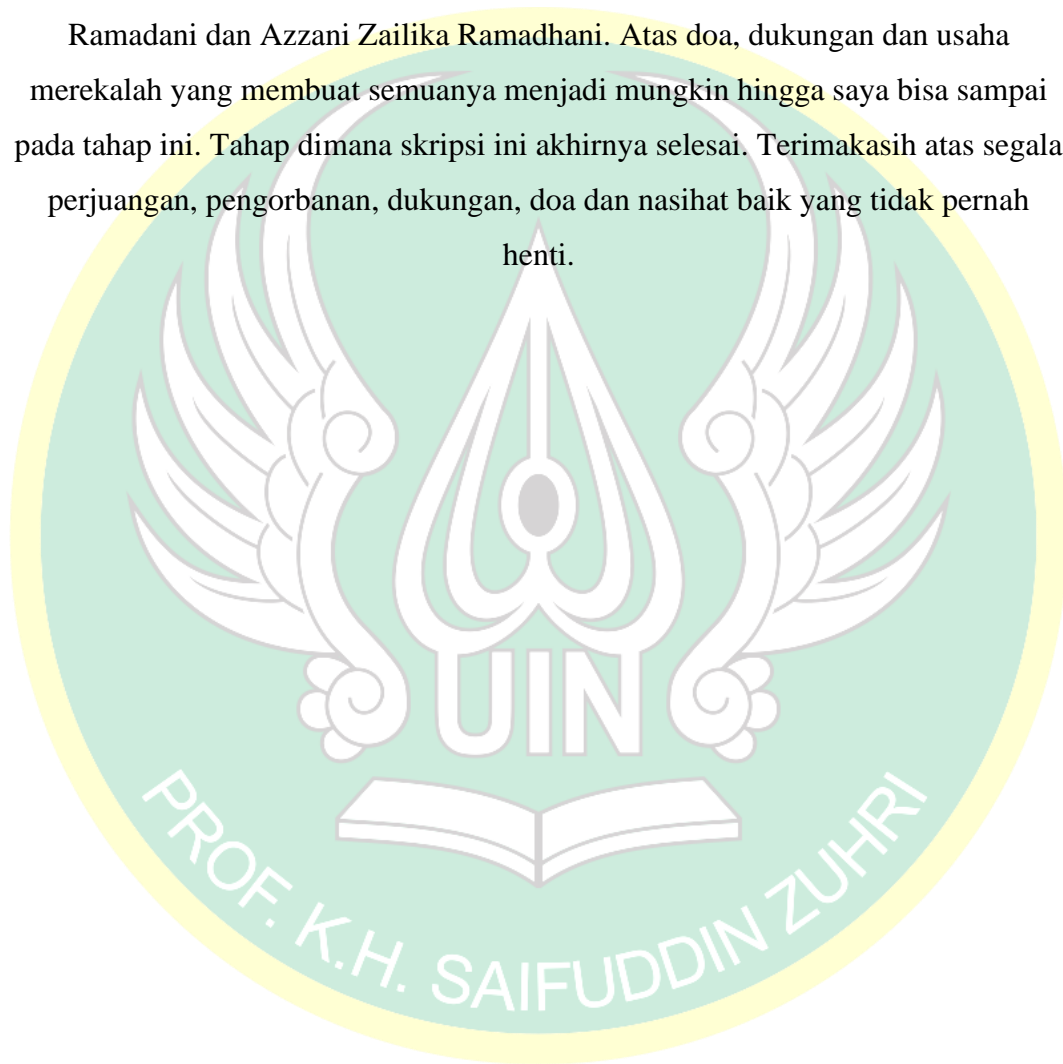 Ramadani dan Azzani Zailika Ramadhani. Atas doa, dukungan dan usaha
merekalah yang membuat semuanya menjadi mungkin hingga saya bisa sampai
pada tahap ini. Tahap dimana skripsi ini akhirnya selesai. Terimakasih atas segala
perjuangan, pengorbanan, dukungan, doa dan nasihat baik yang tidak pernah
henti.
UIN
PROF. K.H. SAIFUDDIN ZUHRI